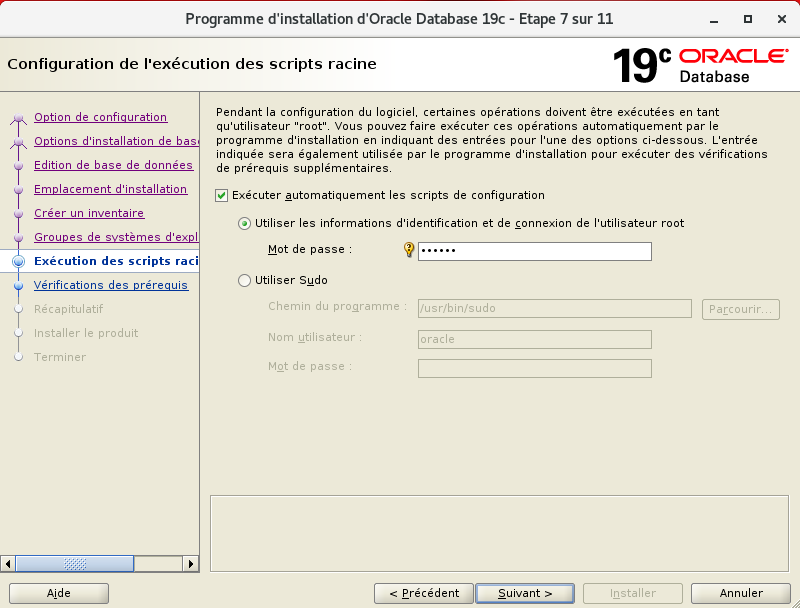 Programme d'installation d'Oracle Database 19c - Etape 7 sur 11
Configuration de l'exécution des scripts racine
19c ORACLE
Database
Option de configuration
Options d'installation de base
Edition de base de données
Emplacement d'installation
Créer un inventaire
Groupes de systèmes d'expl
Exécution des scripts raci
Vérifications des prérequis
Récapitulatif
Installer le produit
Terminer
Pendant la configuration du logiciel, certaines opérations doivent être exécutées en tant
qu'utilisateur "root". Vous pouvez faire exécuter ces opérations automatiquement par le
programme d'installation en indiquant des entrées pour l'une des options ci-dessous. L'entrée
indiquée sera également utilisée par le programme d'installation pour exécuter des vérifications
de prérequis supplémentaires.
Exécuter automatiquement les scripts de configuration
Utiliser les informations d'identification et de connexion de l'utilisateur root
Mot de passe : ••••••
Utiliser Sudo
Chemin du programme : /usr/bin/sudo Parcourir...
Nom utilisateur : oracle
Mot de passe :
Aide < Précédent Suivant > Installer Annuler